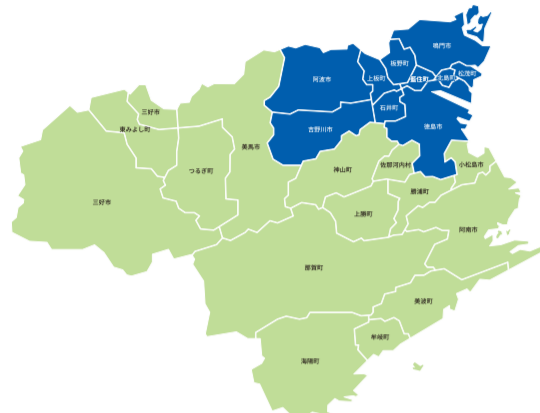 鳴門市
板野町
松茂町
上板町
藍住町
北島町
阿波市
石井町
三好市
吉野川市
徳島市
東みよし町
美馬市
佐那河内村
小松島市
つるぎ町
神山町
勝浦町
三好市
上勝町
阿南市
那賀町
美波町
牟岐町
海陽町